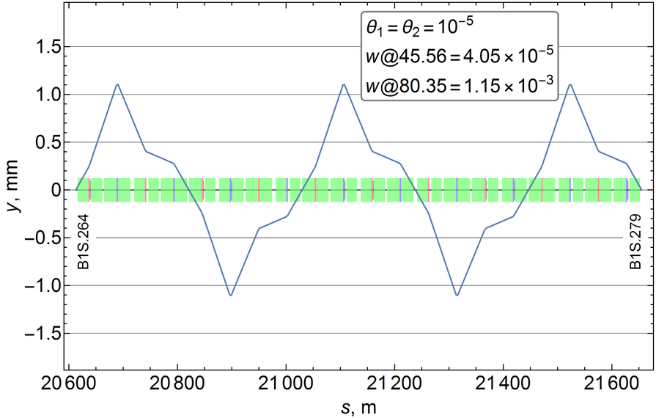 θ₁ = θ₂ = 10⁻⁵
w@45.56 = 4.05 × 10⁻⁵
w@80.35 = 1.15 × 10⁻³
1.5
1.0
0.5
0
−0.5
−1.0
−1.5
y, mm
B1S.264
B1S.279
20 600 20 800 21 000 21 200 21 400 21 600
s, m